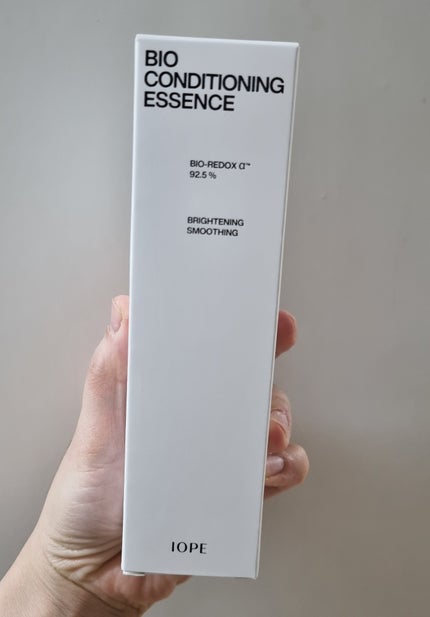 BIO
CONDITIONING
ESSENCE
BIO-REDOX α™
92.5 %
BRIGHTENING
SMOOTHING
IOPE